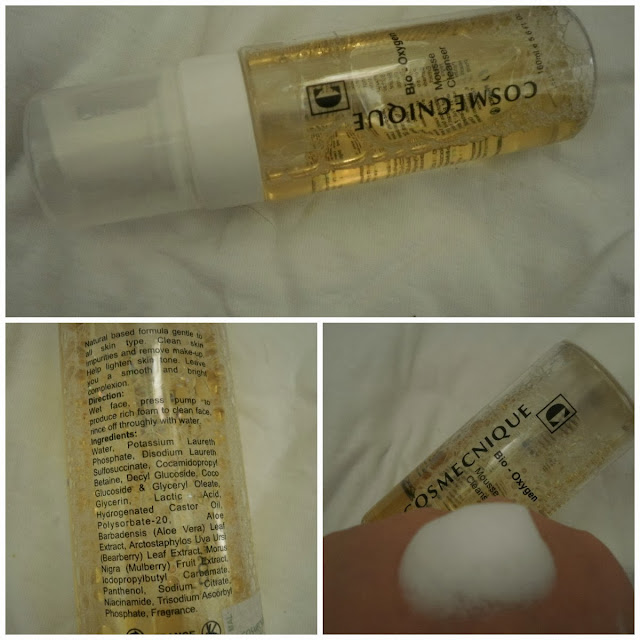 COSMECNIQUE
Bio - Oxygen
Mousse
Cleanser
160ml
Natural based formula gentle to
all skin type. Clean skin
impurities and remove make-up.
Help lighten skin tone. Leave
you a smooth and bright
complexion.
Direction:
Wet face, press pump to
produce rich foam to clean face,
rince off throughly with water.
Ingredients:
Water, Potassium Laureth
Phosphate, Disodium Laureth
Sulfosuccinate, Cocamidopropyl
Betaine, Decyl Glucoside, Coco
Glucoside & Glyceryl Oleate,
Glycerin, Lactic Acid,
Hydrogenated Castor Oil,
Polysorbate-20, Aloe
Barbadensis (Aloe Vera) Leaf
Extract, Arctostaphylos Uva Ursi
(Bearberry) Leaf Extract, Morus
Nigra (Mulberry) Fruit Extract,
Iodopropylbutyl Carbamate,
Panthenol, Sodium Citrate,
Niacinamide, Trisodium Ascorbyl
Phosphate, Fragrance.
COSMECNIQUE
Bio - Oxygen
Mousse